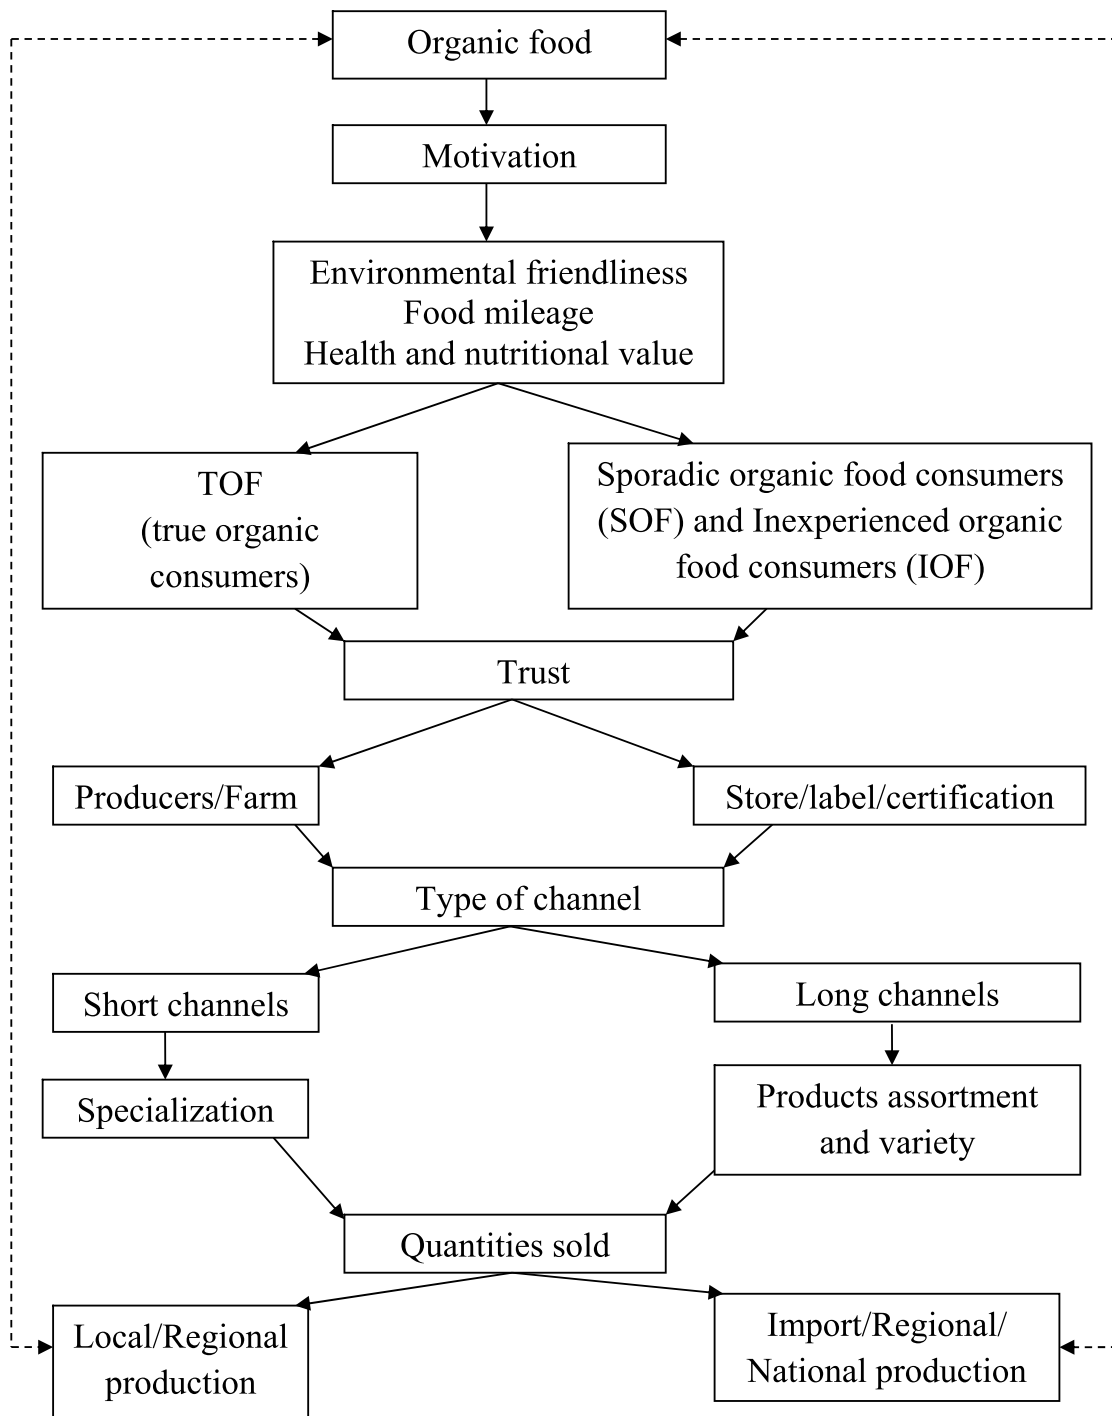 Organic food
Motivation
Environmental friendliness
Food mileage
Health and nutritional value
TOF
(true organic
consumers)
Sporadic organic food consumers
(SOF) and Inexperienced organic
food consumers (IOF)
Trust
Producers/Farm
Store/label/certification
Type of channel
Short channels
Long channels
Specialization
Products assortment
and variety
Quantities sold
Local/Regional
production
Import/Regional/
National production